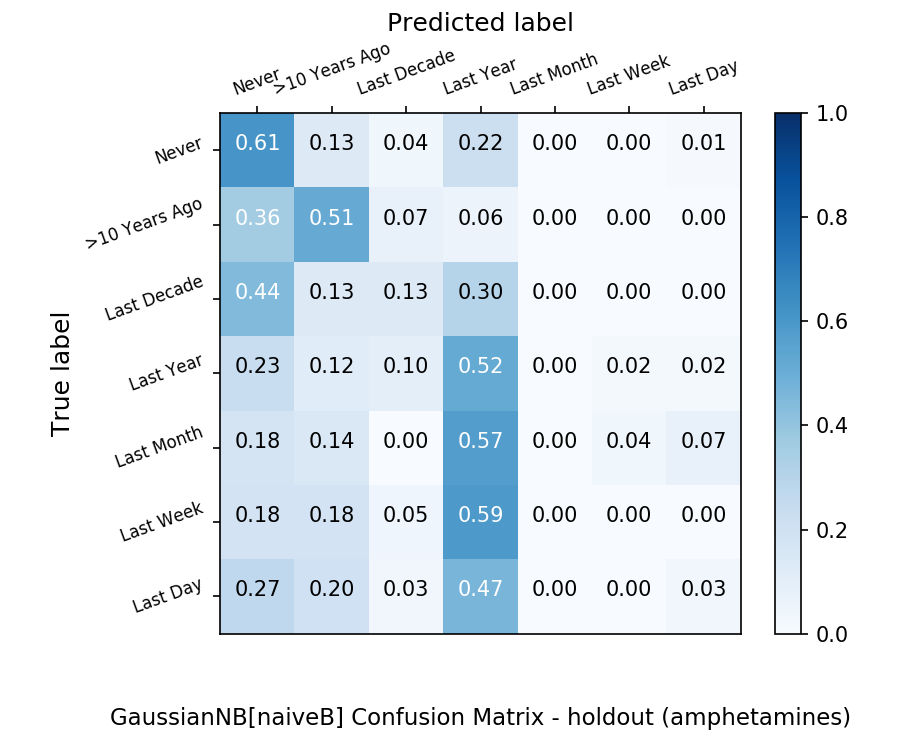 Predicted label
Never >10 Years Ago Last Decade Last Year Last Month Last Week Last Day
1.0
Never 0.61 0.13 0.04 0.22 0.00 0.00 0.01
0.8
>10 Years Ago 0.36 0.51 0.07 0.06 0.00 0.00 0.00
Last Decade 0.44 0.13 0.13 0.30 0.00 0.00 0.00
0.6
True label
Last Year 0.23 0.12 0.10 0.52 0.00 0.02 0.02
0.4
Last Month 0.18 0.14 0.00 0.57 0.00 0.04 0.07
Last Week 0.18 0.18 0.05 0.59 0.00 0.00 0.00
0.2
Last Day 0.27 0.20 0.03 0.47 0.00 0.00 0.03
0.0
GaussianNB[naiveB] Confusion Matrix - holdout (amphetamines)